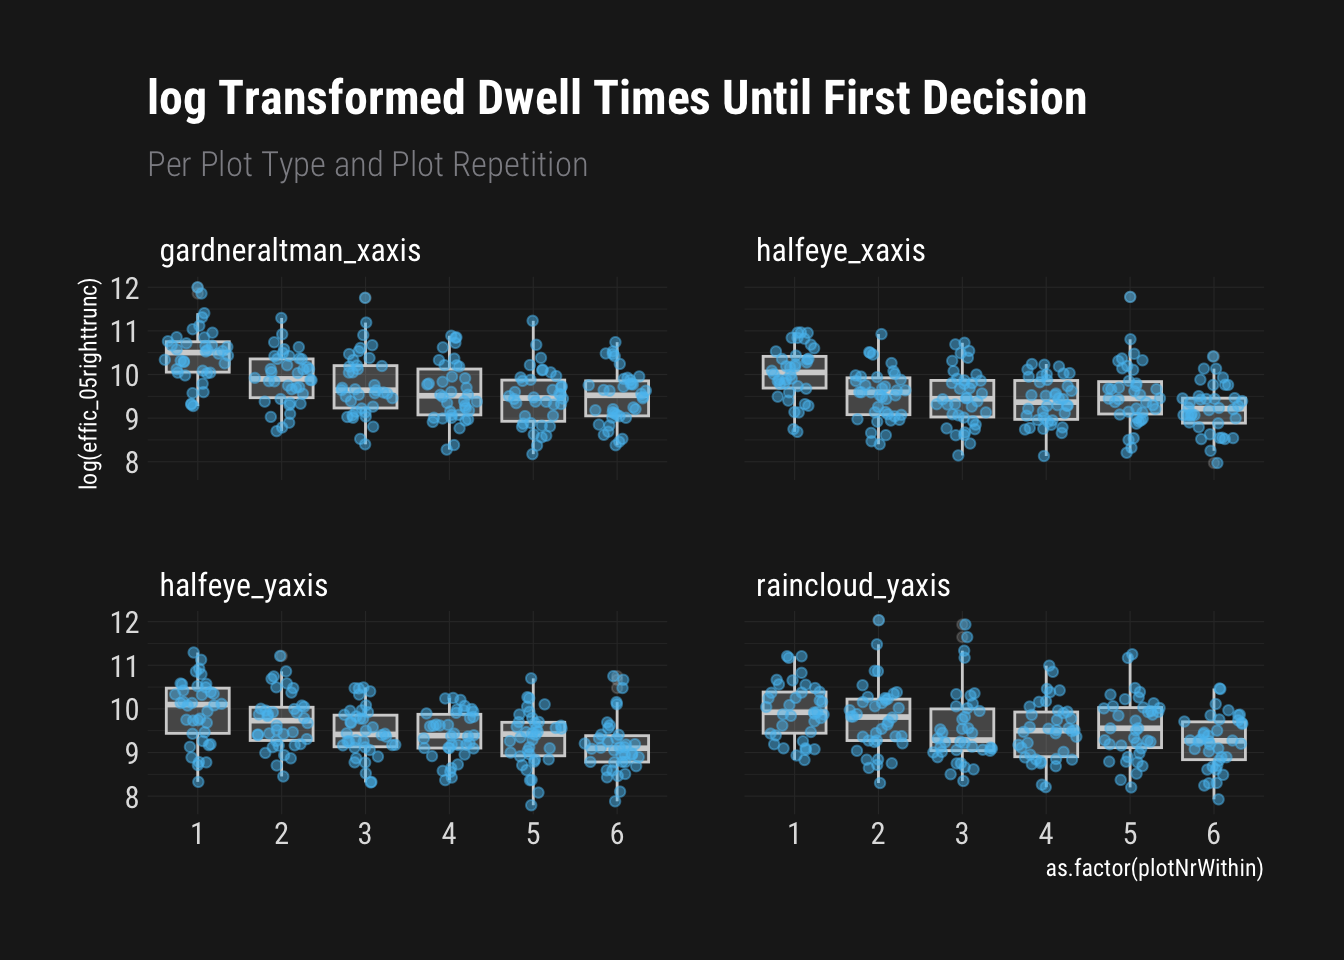 log Transformed Dwell Times Until First Decision
Per Plot Type and Plot Repetition
gardneraltman_xaxis
halfeye_xaxis
log(effic_05righttrunc)
12
11
10
9
8
halfeye_yaxis
raincloud_yaxis
12
11
10
9
8
1 2 3 4 5 6
1 2 3 4 5 6
as.factor(plotNrWithin)